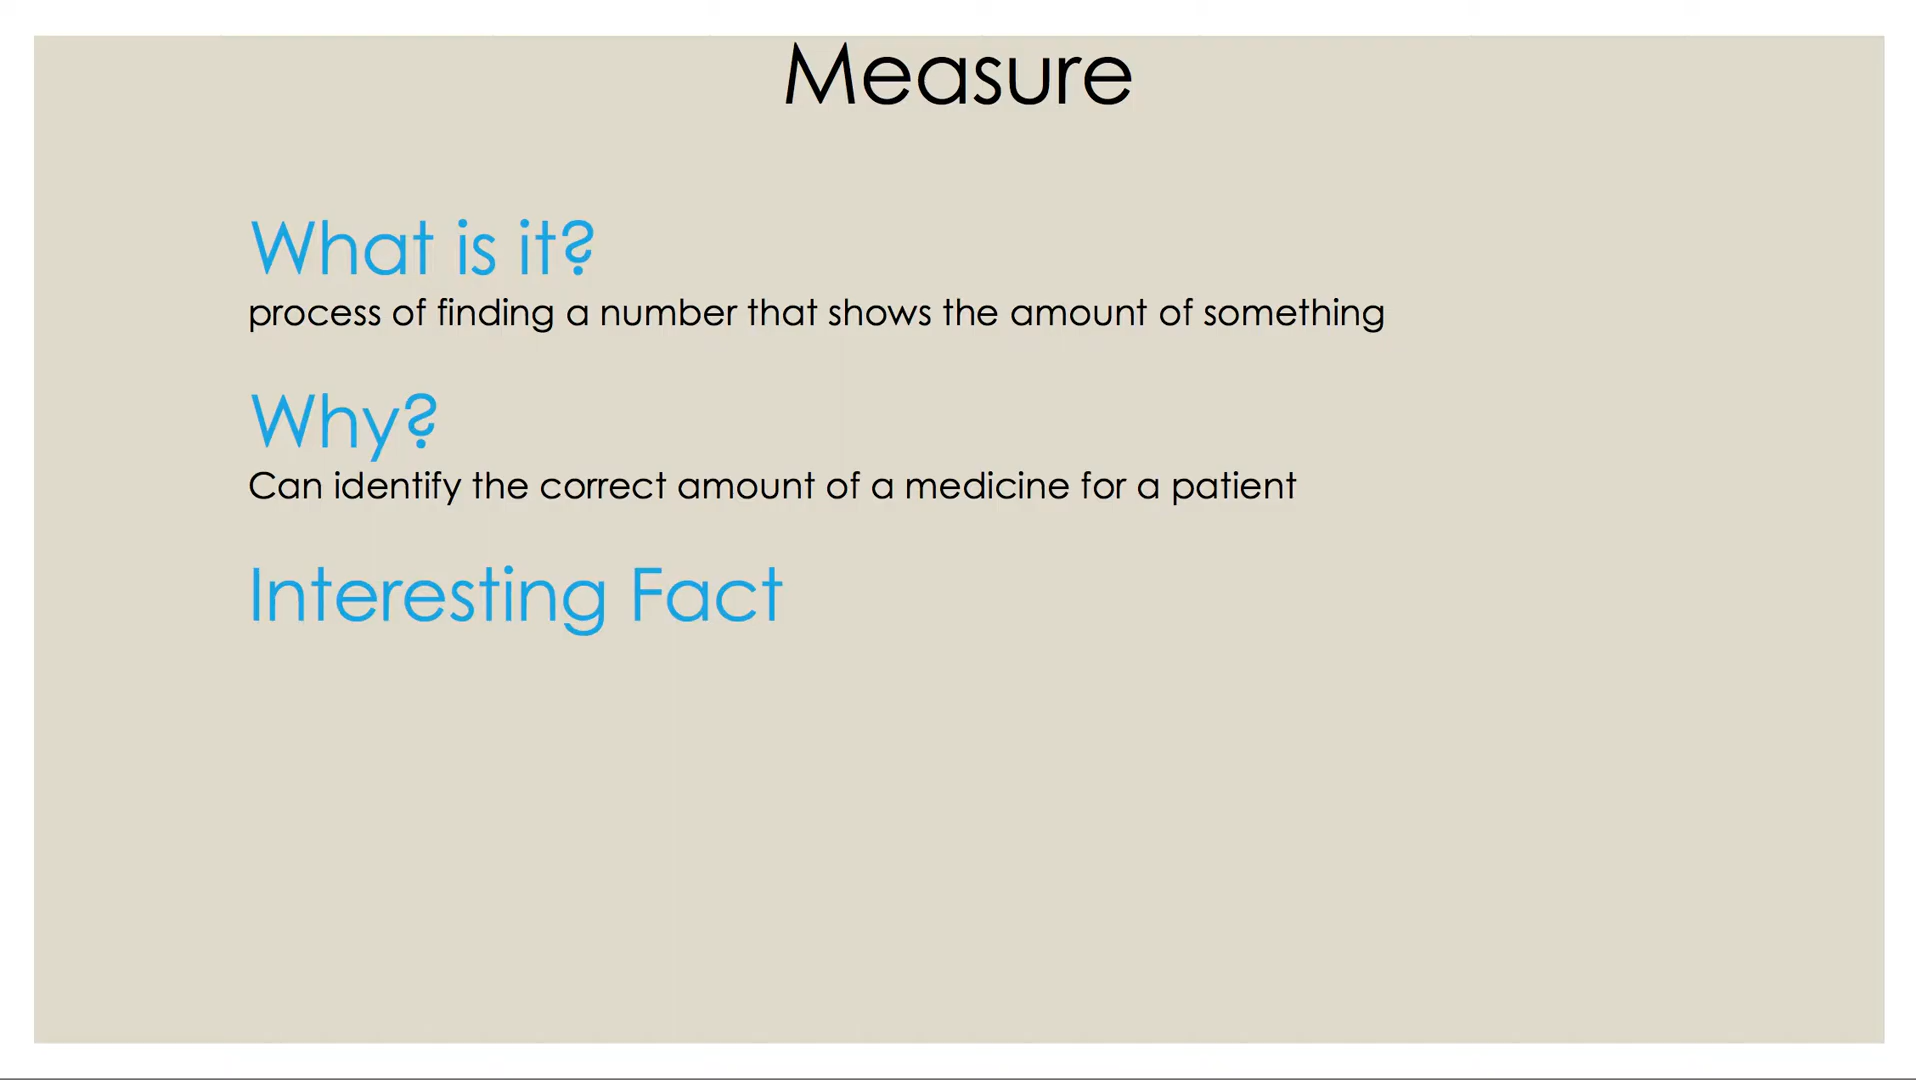 Measure
What is it?
process of finding a number that shows the amount of something
Why?
Can identify the correct amount of a medicine for a patient
Interesting Fact